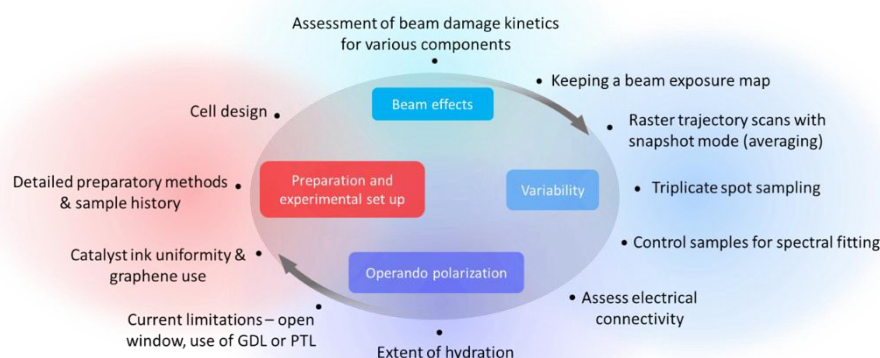 Assessment of beam damage kinetics
for various components
Beam effects
Keeping a beam exposure map
Cell design
Raster trajectory scans with
snapshot mode (averaging)
Detailed preparatory methods
& sample history
Preparation and
experimental set up
Variability
Triplicate spot sampling
Control samples for spectral fitting
Catalyst ink uniformity &
graphene use
Operando polarization
Assess electrical
connectivity
Current limitations – open
window, use of GDL or PTL
Extent of hydration